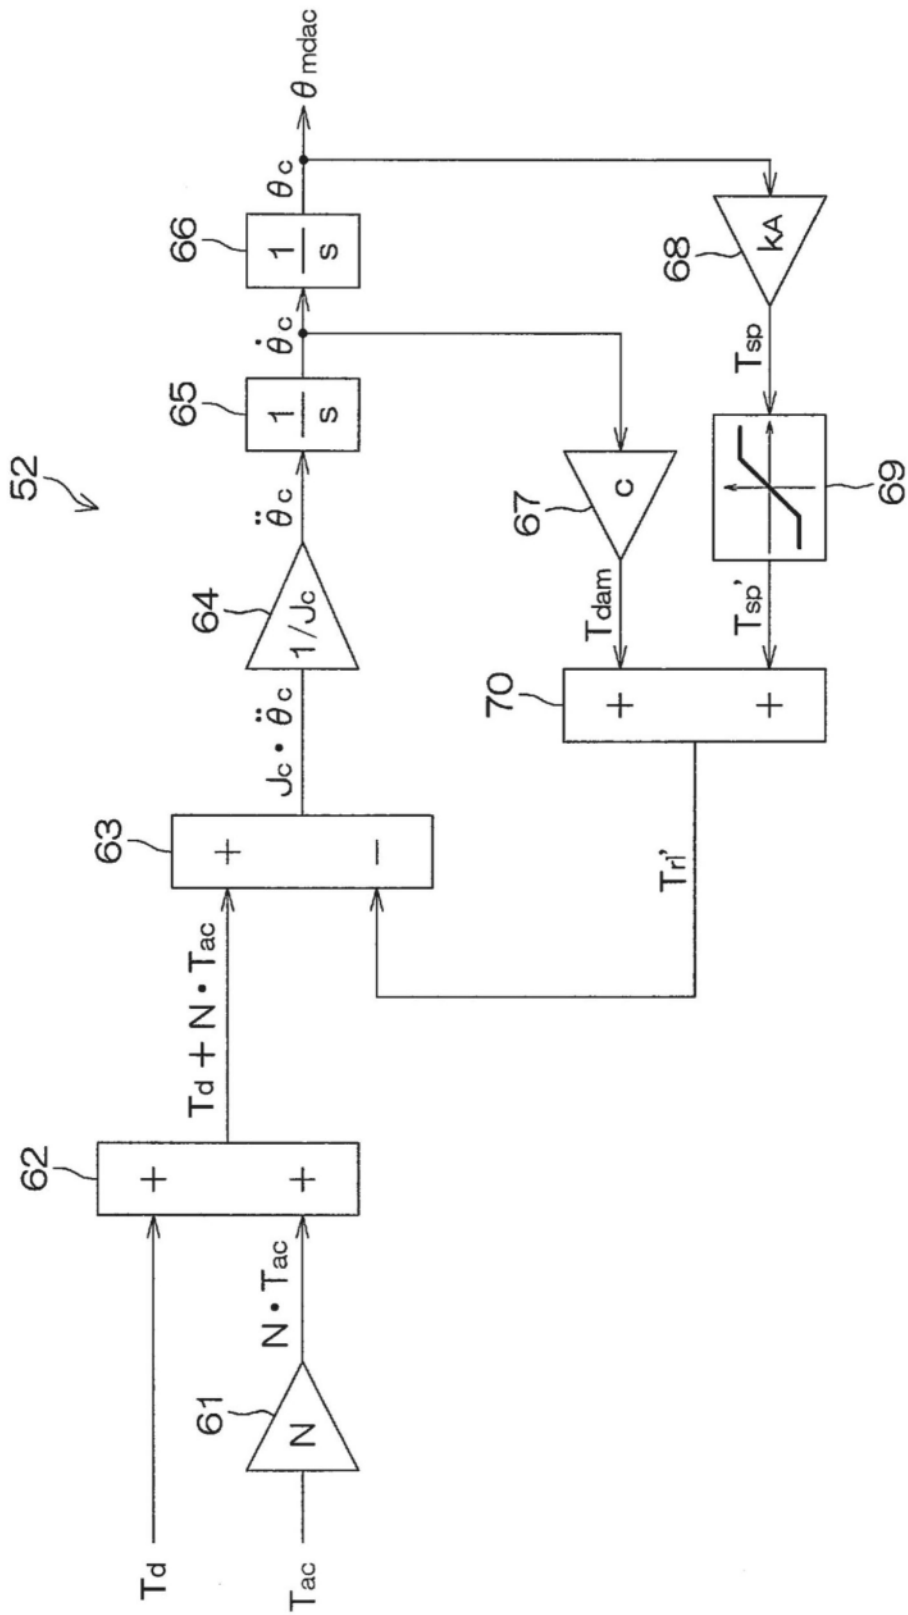 52
Td
Tac
61
N
N・Tac
62
+
+
Td＋N・Tac
63
+
−
Jc・θ̈c
64
1/Jc
θ̈c
65
1
s
θ̇c
66
1
s
θc
θmdac
67
c
Tdam
68
kA
Tsp
69
Tsp'
70
+
+
Trl'